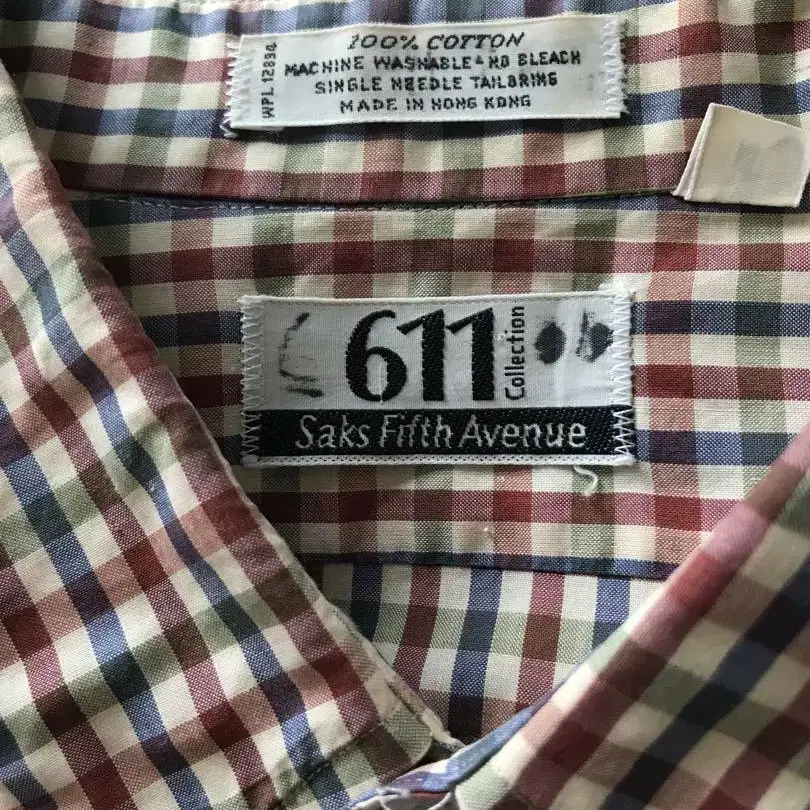 100% COTTON
MACHINE WASHABLE • NO BLEACH
SINGLE NEEDLE TAILORING
MADE IN HONG KONG
WPL 12894
611
Collection
Saks Fifth Avenue